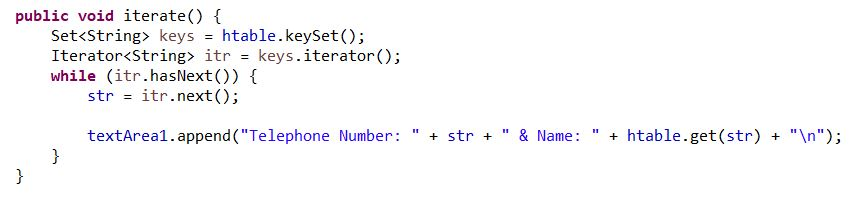 public void iterate() {
    Set<String> keys = htable.keySet();
    Iterator<String> itr = keys.iterator();
    while (itr.hasNext()) {
        str = itr.next();

        textArea1.append("Telephone Number: " + str + " & Name: " + htable.get(str) + "\n");
    }
}